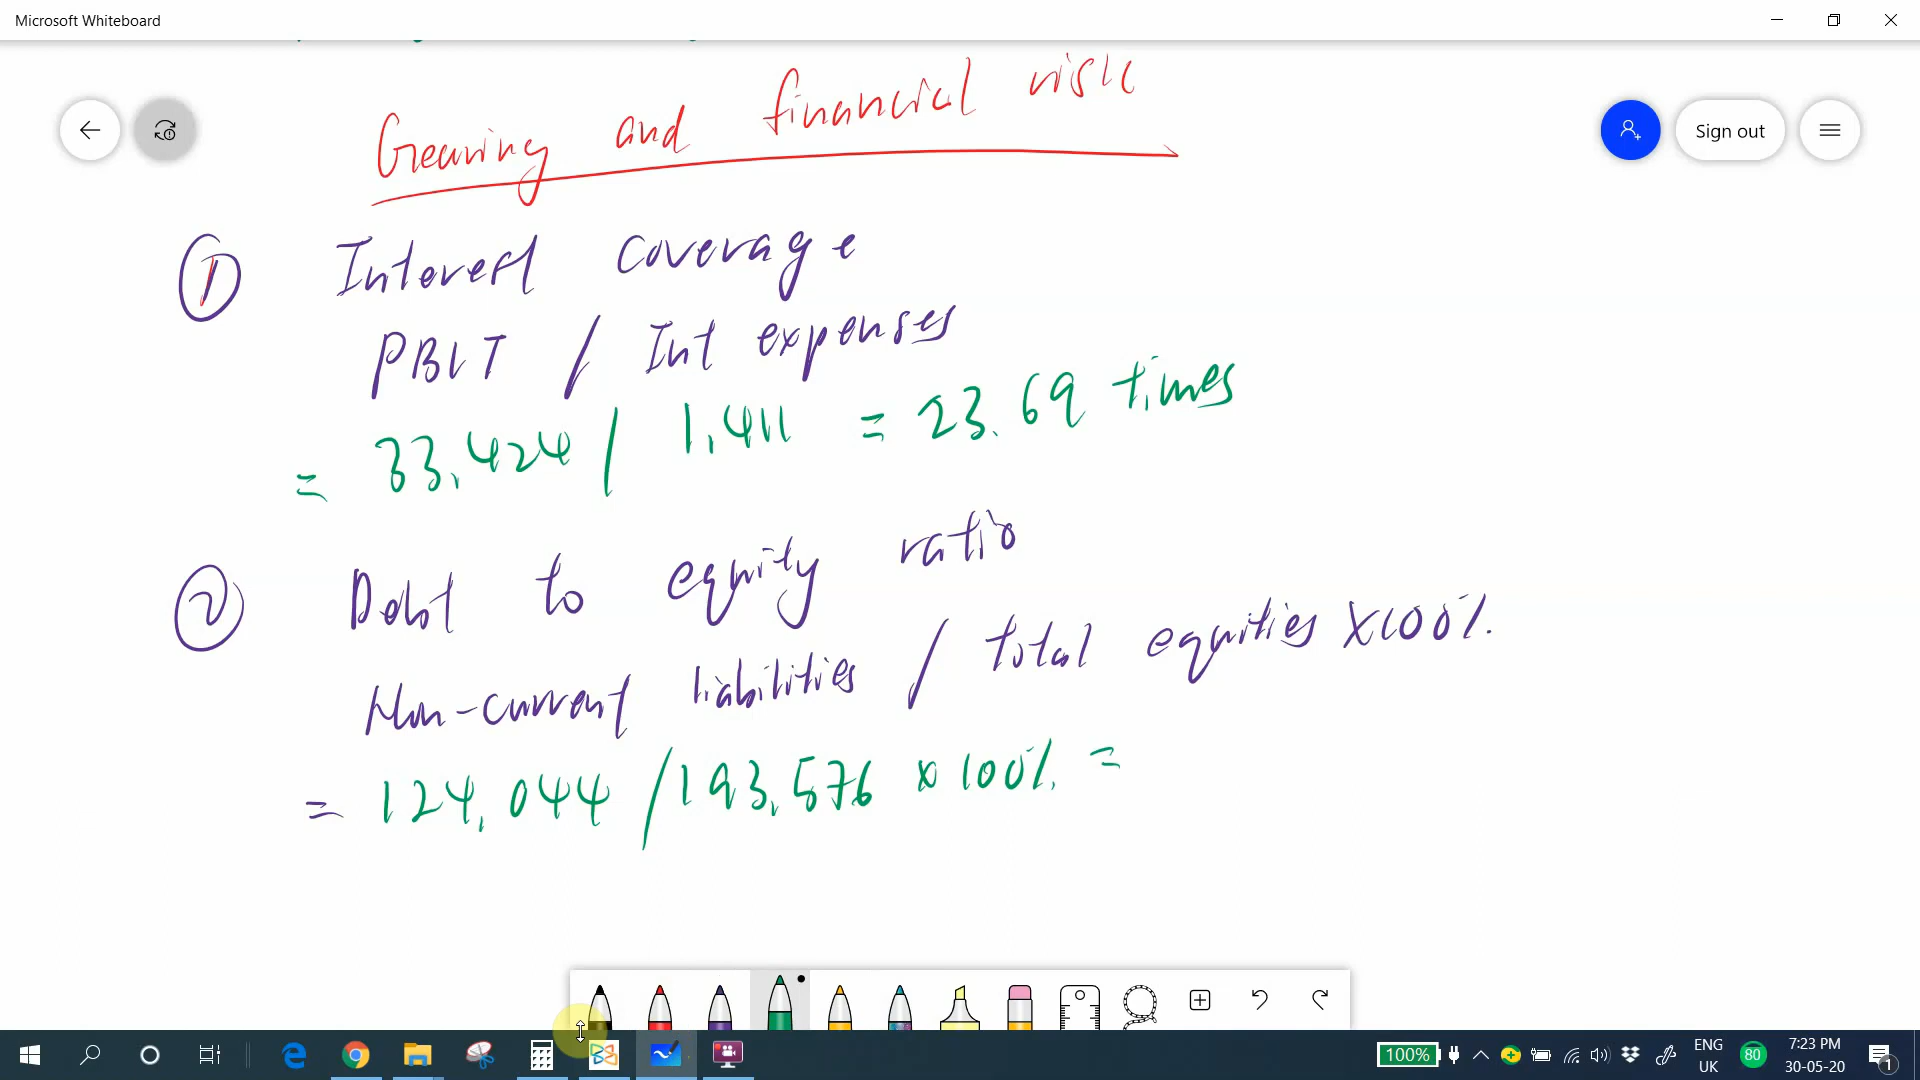 Microsoft Whiteboard
Gearing and financial risk
Sign out
① Interest coverage
PBIT / Int expenses
= 33,424 / 1,411 = 23.69 times
② Debt to equity ratio
Non-current liabilities / total equities X100%
= 124,044 / 193,576 x 100% =
100%
ENG
UK
80
7:23 PM
30-05-20
1